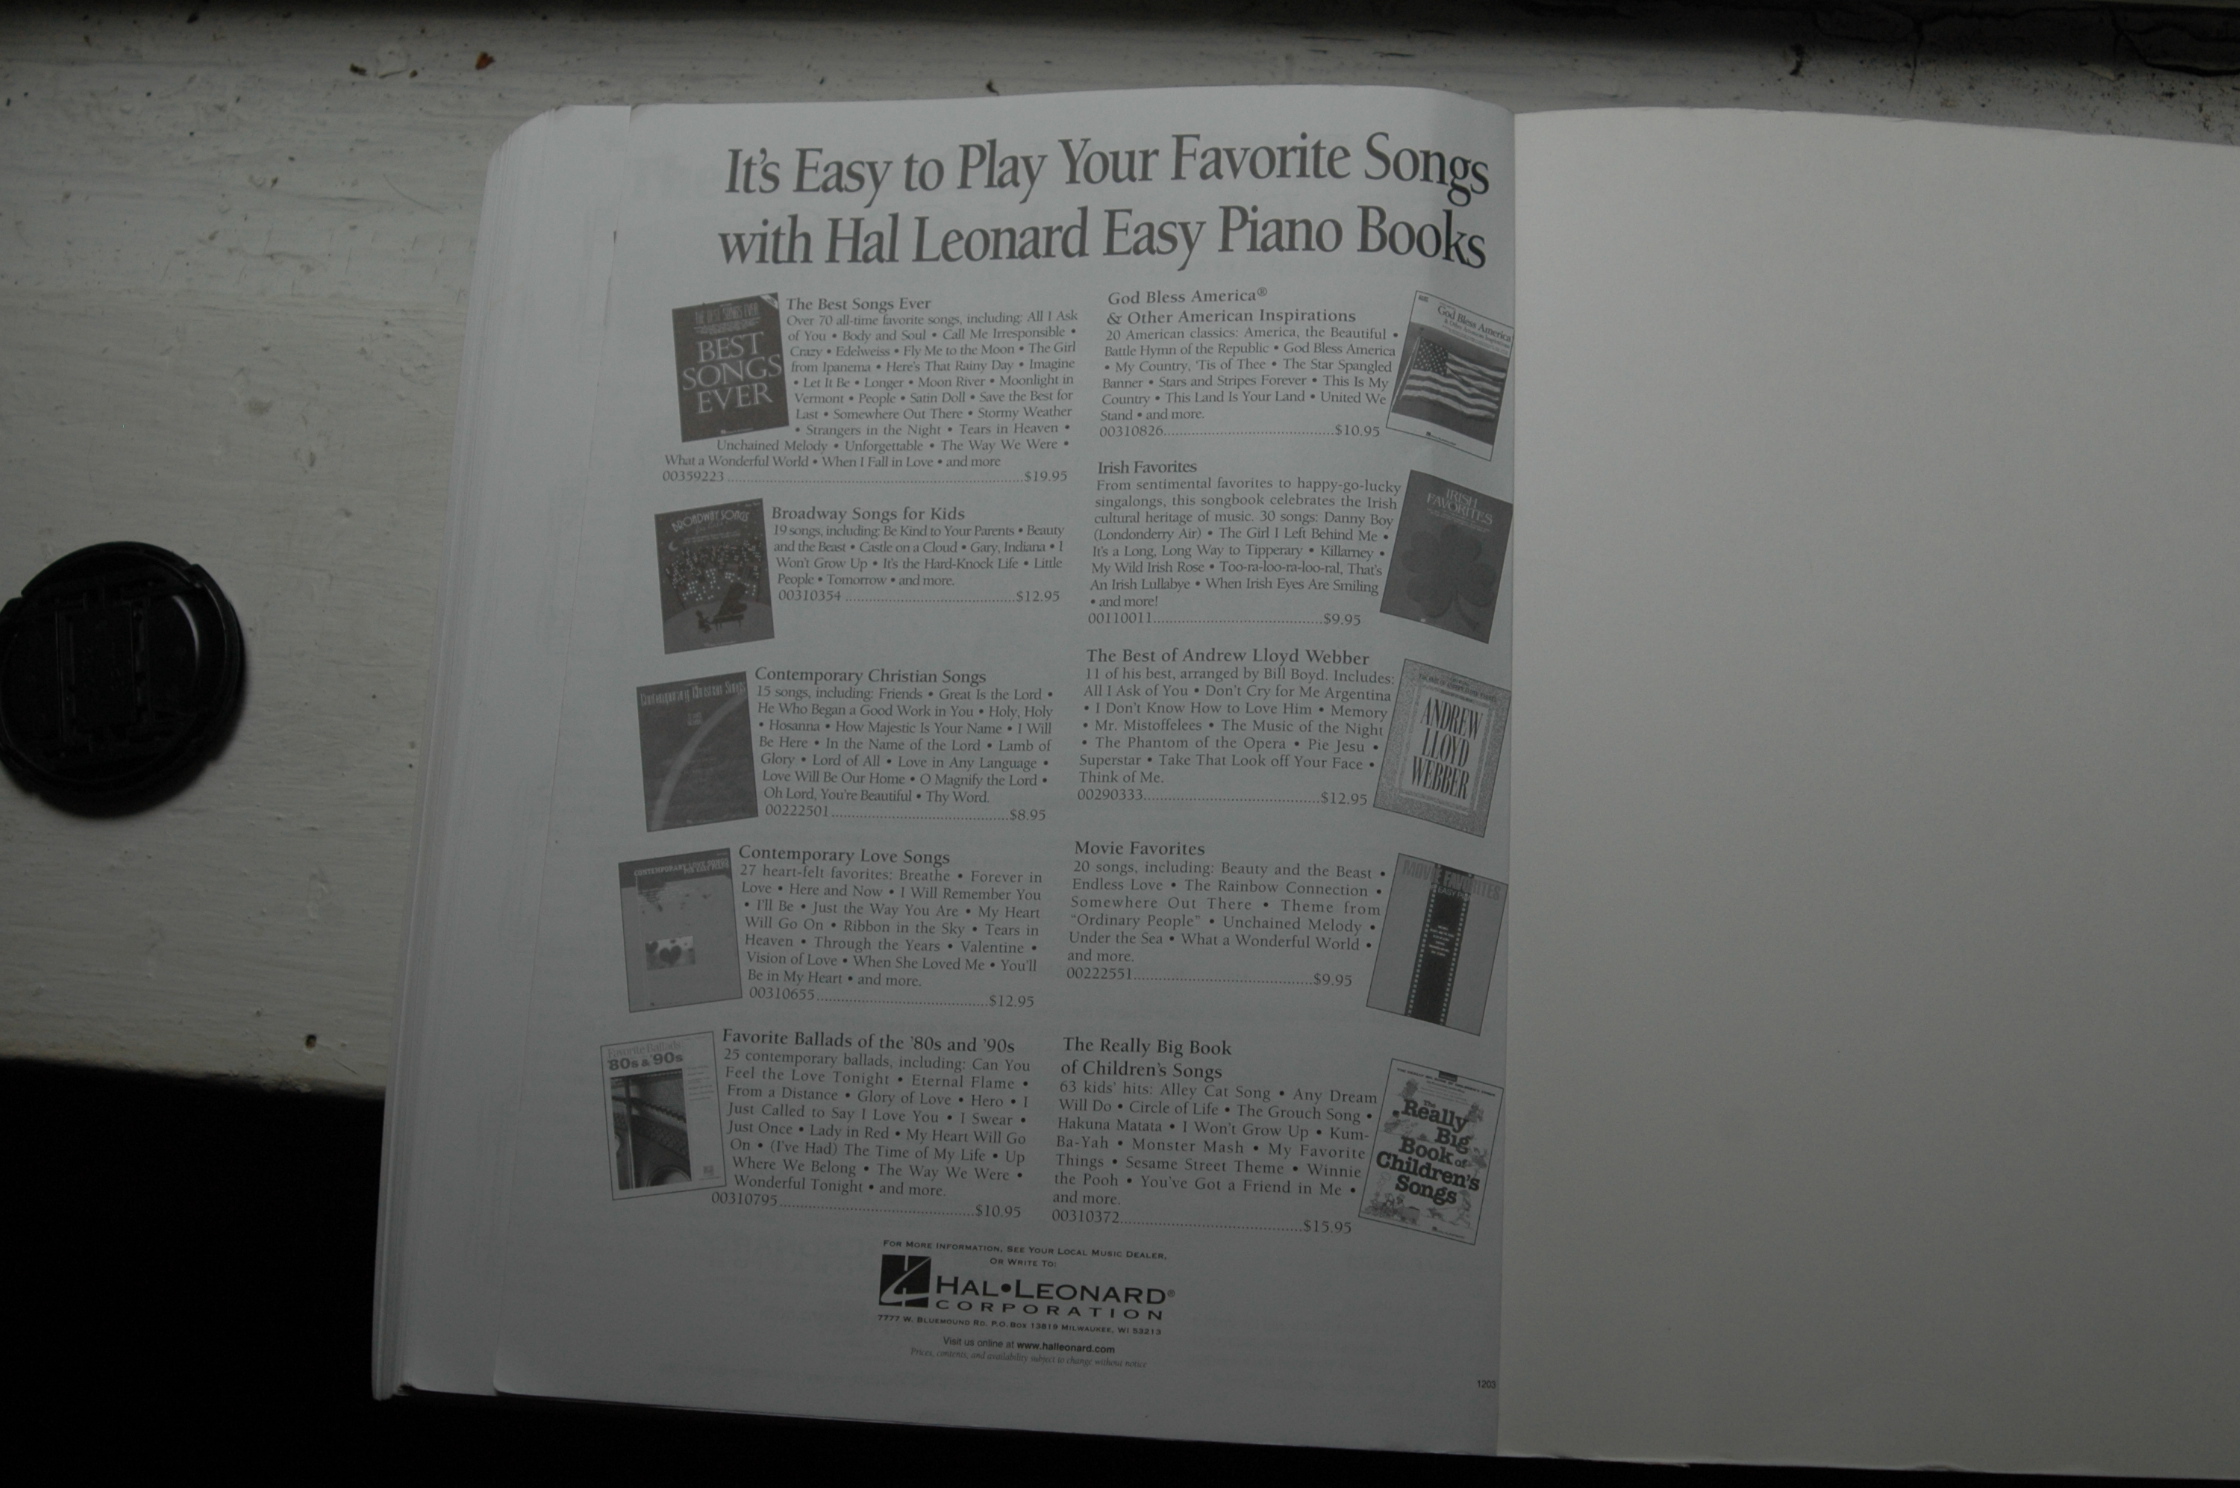 It's Easy to Play Your Favorite Songs
with Hal Leonard Easy Piano Books
BEST
SONGS
EVER
The Best Songs Ever
Over 70 all-time favorite songs, including: All I Ask
of You • Body and Soul • Call Me Irresponsible •
Crazy • Edelweiss • Fly Me to the Moon • The Girl
from Ipanema • Here's That Rainy Day • Imagine
• Let It Be • Longer • Moon River • Moonlight in
Vermont • People • Satin Doll • Save the Best for
Last • Somewhere Out There • Stormy Weather
• Strangers in the Night • Tears in Heaven •
Unchained Melody • Unforgettable • The Way We Were •
What a Wonderful World • When I Fall in Love • and more
00359223 ........ $19.95
BROADWAY SONGS
Broadway Songs for Kids
19 songs, including: Be Kind to Your Parents • Beauty
and the Beast • Castle on a Cloud • Gary, Indiana • I
Won't Grow Up • It's the Hard-Knock Life • Little
People • Tomorrow • and more.
00310354 ........ $12.95
Contemporary Christian Songs
Contemporary Christian Songs
15 songs, including: Friends • Great Is the Lord •
He Who Began a Good Work in You • Holy, Holy
• Hosanna • How Majestic Is Your Name • I Will
Be Here • In the Name of the Lord • Lamb of
Glory • Lord of All • Love in Any Language •
Love Will Be Our Home • O Magnify the Lord •
Oh Lord, You're Beautiful • Thy Word.
00222501 ........ $8.95
CONTEMPORARY LOVE SONGS
Contemporary Love Songs
27 heart-felt favorites: Breathe • Forever in
Love • Here and Now • I Will Remember You
• I'll Be • Just the Way You Are • My Heart
Will Go On • Ribbon in the Sky • Tears in
Heaven • Through the Years • Valentine •
Vision of Love • When She Loved Me • You'll
Be in My Heart • and more.
00310655 ........ $12.95
Favorite Ballads
'80s & '90s
Favorite Ballads of the '80s and '90s
25 contemporary ballads, including: Can You
Feel the Love Tonight • Eternal Flame •
From a Distance • Glory of Love • Hero • I
Just Called to Say I Love You • I Swear •
Just Once • Lady in Red • My Heart Will Go
On • (I've Had) The Time of My Life • Up
Where We Belong • The Way We Were •
Wonderful Tonight • and more.
00310795 ........ $10.95
God Bless America®
& Other American Inspirations
20 American classics: America, the Beautiful •
Battle Hymn of the Republic • God Bless America
• My Country, 'Tis of Thee • The Star Spangled
Banner • Stars and Stripes Forever • This Is My
Country • This Land Is Your Land • United We
Stand • and more.
00310826 ........ $10.95
God Bless America
Irish Favorites
From sentimental favorites to happy-go-lucky
singalongs, this songbook celebrates the Irish
cultural heritage of music. 30 songs: Danny Boy
(Londonderry Air) • The Girl I Left Behind Me •
It's a Long, Long Way to Tipperary • Killarney •
My Wild Irish Rose • Too-ra-loo-ra-loo-ral, That's
An Irish Lullabye • When Irish Eyes Are Smiling
• and more!
00110011 ........ $9.95
IRISH
FAVORITES
The Best of Andrew Lloyd Webber
11 of his best, arranged by Bill Boyd. Includes:
All I Ask of You • Don't Cry for Me Argentina
• I Don't Know How to Love Him • Memory
• Mr. Mistoffelees • The Music of the Night
• The Phantom of the Opera • Pie Jesu •
Superstar • Take That Look off Your Face •
Think of Me.
00290333 ........ $12.95
ANDREW
LLOYD
WEBBER
Movie Favorites
20 songs, including: Beauty and the Beast •
Endless Love • The Rainbow Connection •
Somewhere Out There • Theme from
"Ordinary People" • Unchained Melody •
Under the Sea • What a Wonderful World •
and more.
00222551 ........ $9.95
MOVIE FAVORITES
The Really Big Book
of Children's Songs
63 kids' hits: Alley Cat Song • Any Dream
Will Do • Circle of Life • The Grouch Song •
Hakuna Matata • I Won't Grow Up • Kum-
Ba-Yah • Monster Mash • My Favorite
Things • Sesame Street Theme • Winnie
the Pooh • You've Got a Friend in Me •
and more.
00310372 ........ $15.95
The
Really
Big
Book of
Children's
Songs
FOR MORE INFORMATION, SEE YOUR LOCAL MUSIC DEALER,
OR WRITE TO:
HAL•LEONARD®
CORPORATION
7777 W. BLUEMOUND RD. P.O. BOX 13819 MILWAUKEE, WI 53213
Visit us online at www.halleonard.com
Prices, contents, and availability subject to change without notice
1203